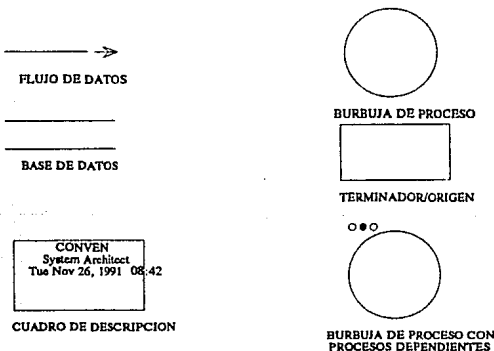 FLUJO DE DATOS
BURBUJA DE PROCESO
BASE DE DATOS
TERMINADOR/ORIGEN
CONVEN
System Architect
Tue Nov 26, 1991 08:42
CUADRO DE DESCRIPCION
BURBUJA DE PROCESO CON
PROCESOS DEPENDIENTES